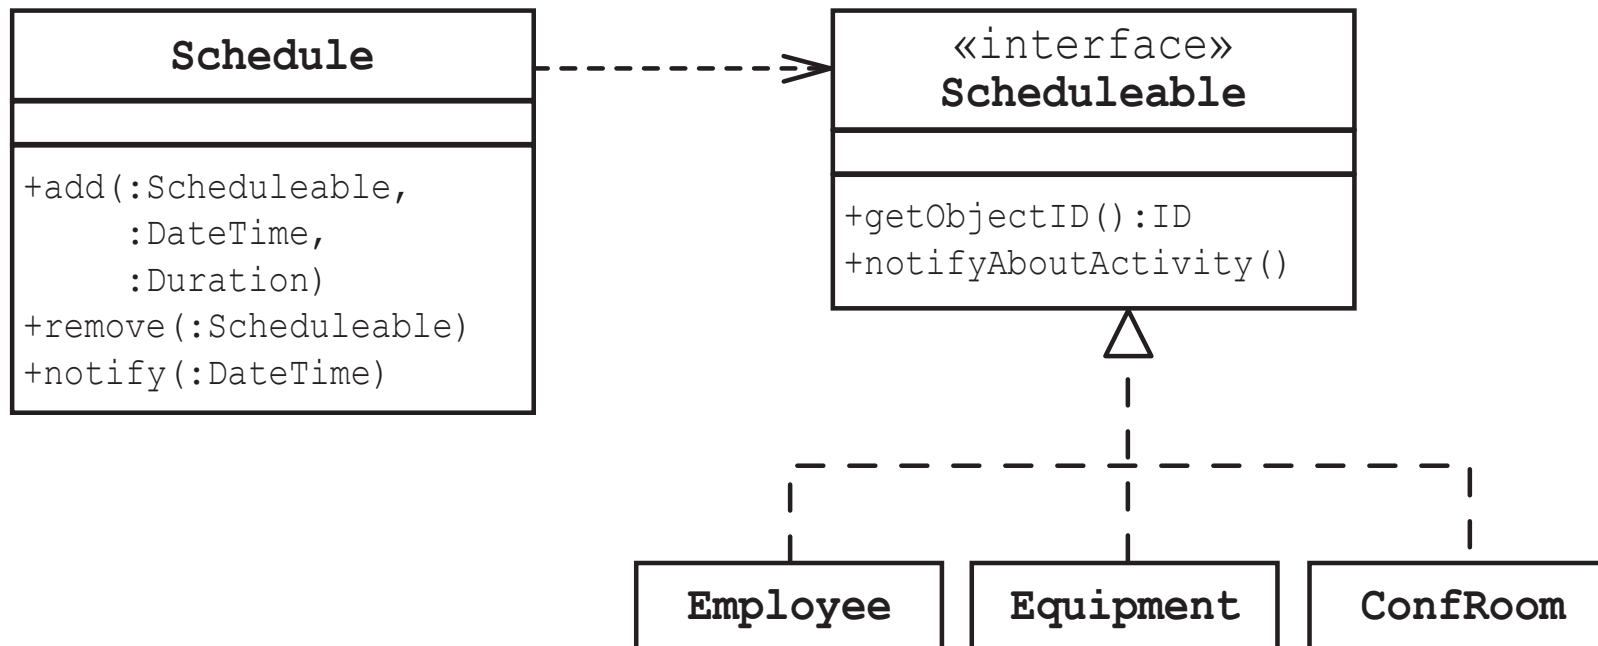 Schedule
+add(:Scheduleable,
:DateTime,
:Duration)
+remove(:Scheduleable)
+notify(:DateTime)
«interface»
Scheduleable
+getObjectID():ID
+notifyAboutActivity()
Employee
Equipment
ConfRoom